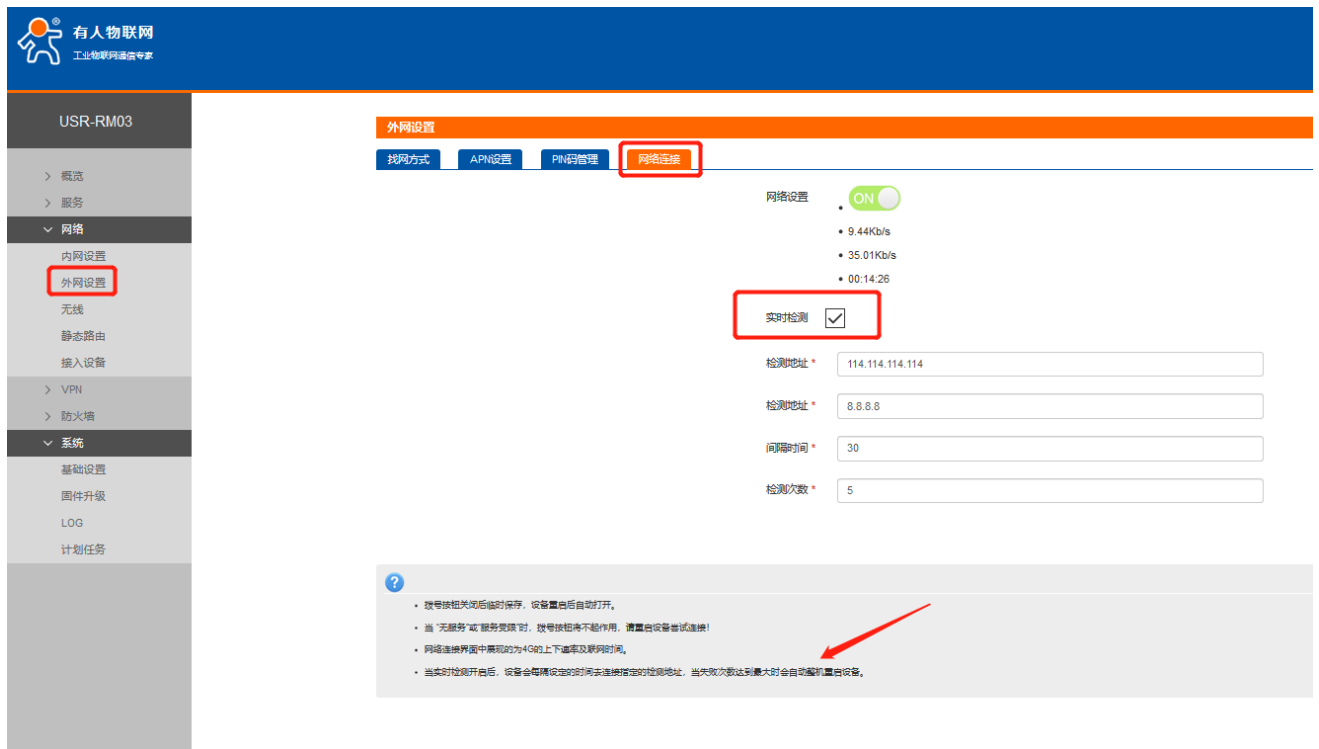 有人物联网
工业物联网通信专家
USR-RM03
概览
服务
网络
内网设置
外网设置
无线
静态路由
接入设备
VPN
防火墙
系统
基础设置
固件升级
LOG
计划任务
外网设置
找网方式 APN设置 PIN码管理 网络连接
网络设置 ON
• 9.44Kb/s
• 35.01Kb/s
• 00:14:26
实时检测
检测地址 * 114.114.114.114
检测地址 * 8.8.8.8
间隔时间 * 30
检测次数 * 5
• 拨号按钮关闭后临时保存，设备重启后自动打开。
• 当 "无服务"或"服务受限"时，拨号按钮将不起作用，请重启设备尝试连接！
• 网络连接界面中展现的为4G的上下速率及联网时间。
• 当实时检测开启后，设备会每隔设定的时间去连接指定的检测地址，当失败次数达到最大时会自动整机重启设备。